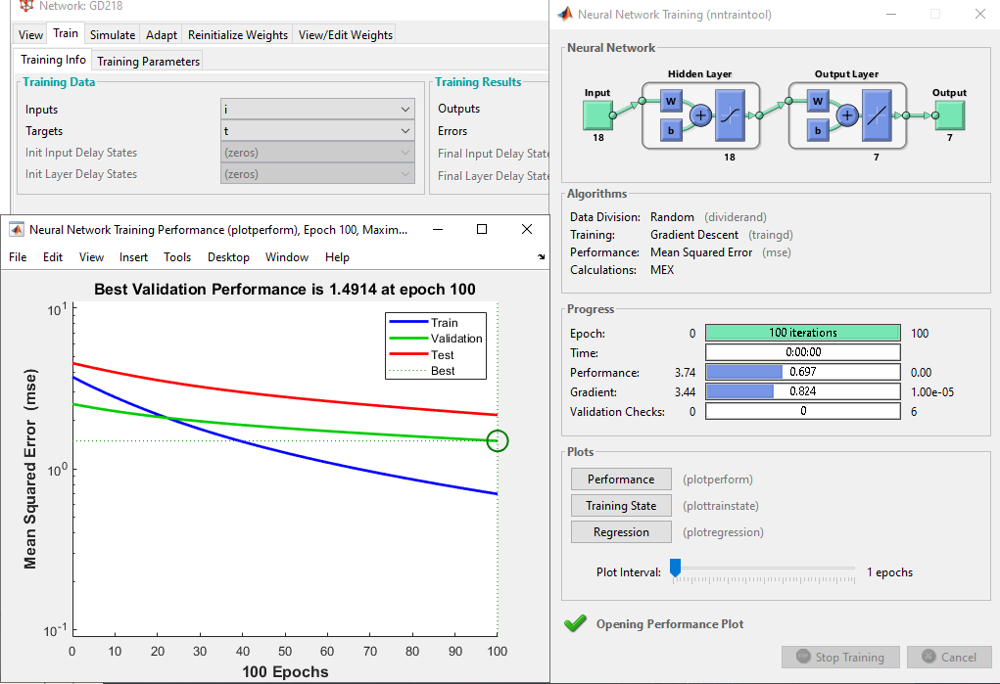 Network: GD218
View Train Simulate Adapt Reinitialize Weights View/Edit Weights
Training Info Training Parameters
Training Data
Inputs i
Targets t
Init Input Delay States (zeros)
Init Layer Delay States (zeros)
Training Results
Outputs
Errors
Final Input Delay State
Final Layer Delay State
Neural Network Training Performance (plotperform), Epoch 100, Maxim...
File Edit View Insert Tools Desktop Window Help
Best Validation Performance is 1.4914 at epoch 100
Mean Squared Error (mse)
10^1
10^0
10^-1
Train
Validation
Test
Best
0 10 20 30 40 50 60 70 80 90 100
100 Epochs
Neural Network Training (nntraintool)
Neural Network
Hidden Layer Output Layer
Input Output
W W
b + b +
18 7
18 7
Algorithms
Data Division: Random (dividerand)
Training: Gradient Descent (traingd)
Performance: Mean Squared Error (mse)
Calculations: MEX
Progress
Epoch: 0 100 iterations 100
Time: 0:00:00
Performance: 3.74 0.697 0.00
Gradient: 3.44 0.824 1.00e-05
Validation Checks: 0 0 6
Plots
Performance (plotperform)
Training State (plottrainstate)
Regression (plotregression)
Plot Interval: 1 epochs
Opening Performance Plot
Stop Training Cancel